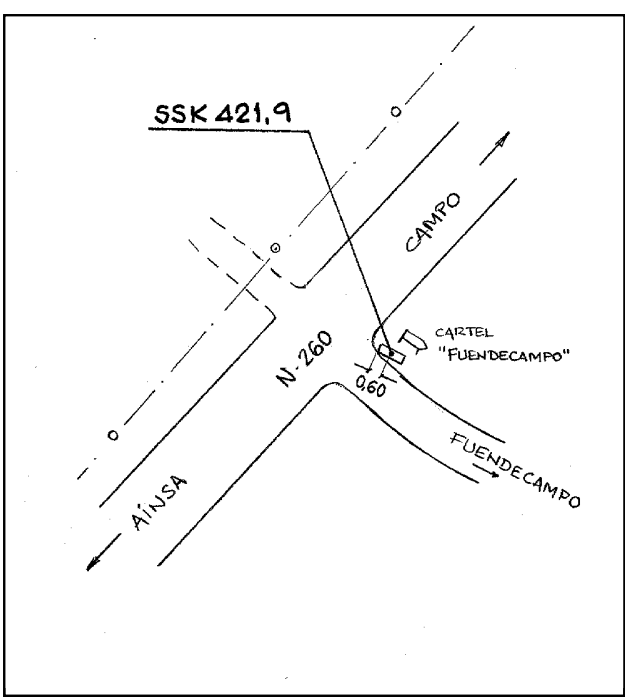 SSK 421,9
CAMPO
CARTEL
"FUENDECAMPO"
N-260
0,60
FUENDECAMPO
AÍNSA